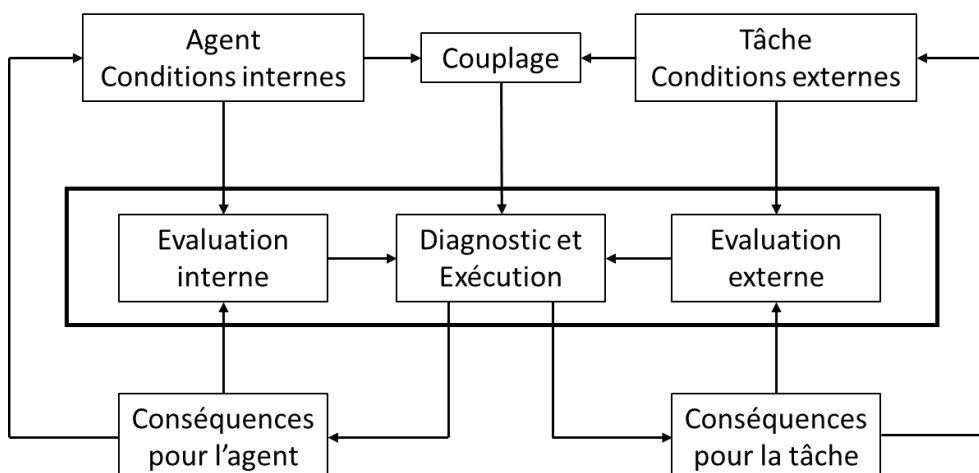 Agent
Conditions internes
Couplage
Tâche
Conditions externes
Evaluation
interne
Diagnostic et
Exécution
Evaluation
externe
Conséquences
pour l'agent
Conséquences
pour la tâche